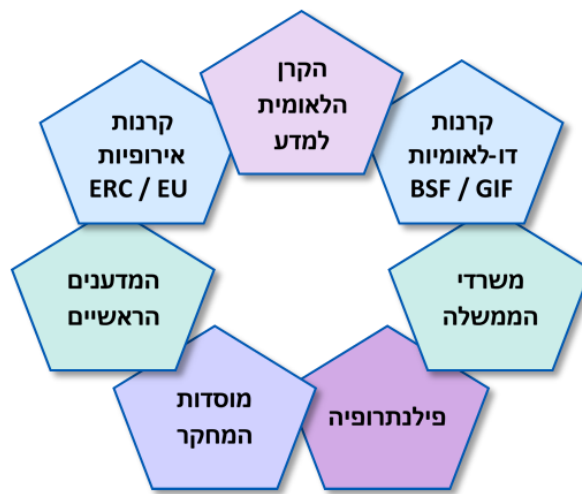 הקרן
הלאומית
למדע
קרנות
דו-לאומיות
BSF / GIF
משרדי
הממשלה
פילנתרופיה
מוסדות
המחקר
המדענים
הראשיים
קרנות
אירופיות
ERC / EU